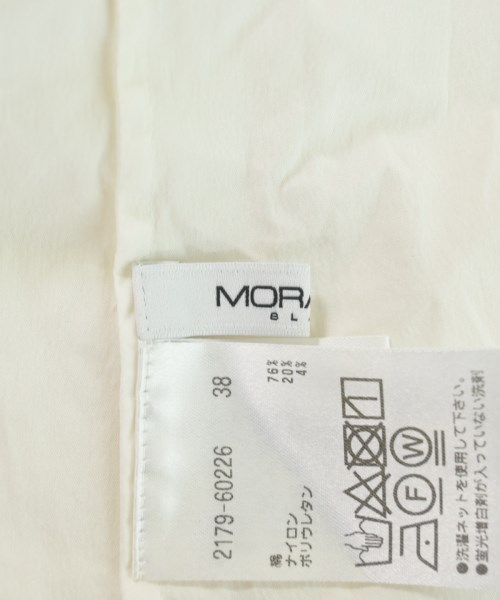 MORA
BL
2179-60226 38
綿 76%
ナイロン 20%
ポリウレタン 4%
F
W
●洗濯ネットを使用して下さい。
●蛍光増白剤が入っていない洗剤